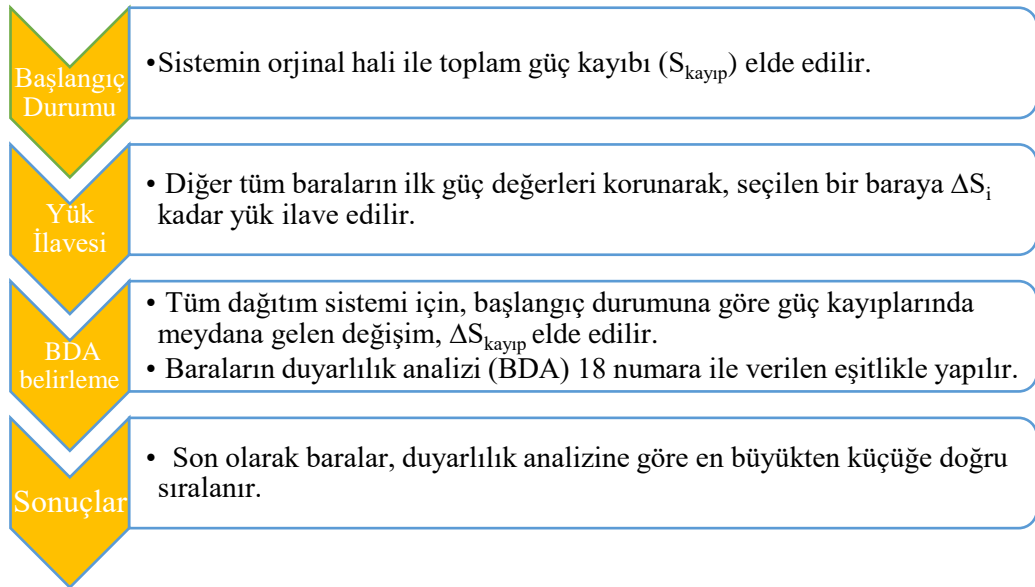 Başlangıç
Durumu
•Sistemin orjinal hali ile toplam güç kayıbı (Skayıp) elde edilir.
Yük
İlavesi
• Diğer tüm baraların ilk güç değerleri korunarak, seçilen bir baraya ΔSi
kadar yük ilave edilir.
BDA
belirleme
• Tüm dağıtım sistemi için, başlangıç durumuna göre güç kayıplarında
meydana gelen değişim, ΔSkayıp elde edilir.
• Baraların duyarlılık analizi (BDA) 18 numara ile verilen eşitlikle yapılır.
Sonuçlar
• Son olarak baralar, duyarlılık analizine göre en büyükten küçüğe doğru
sıralanır.